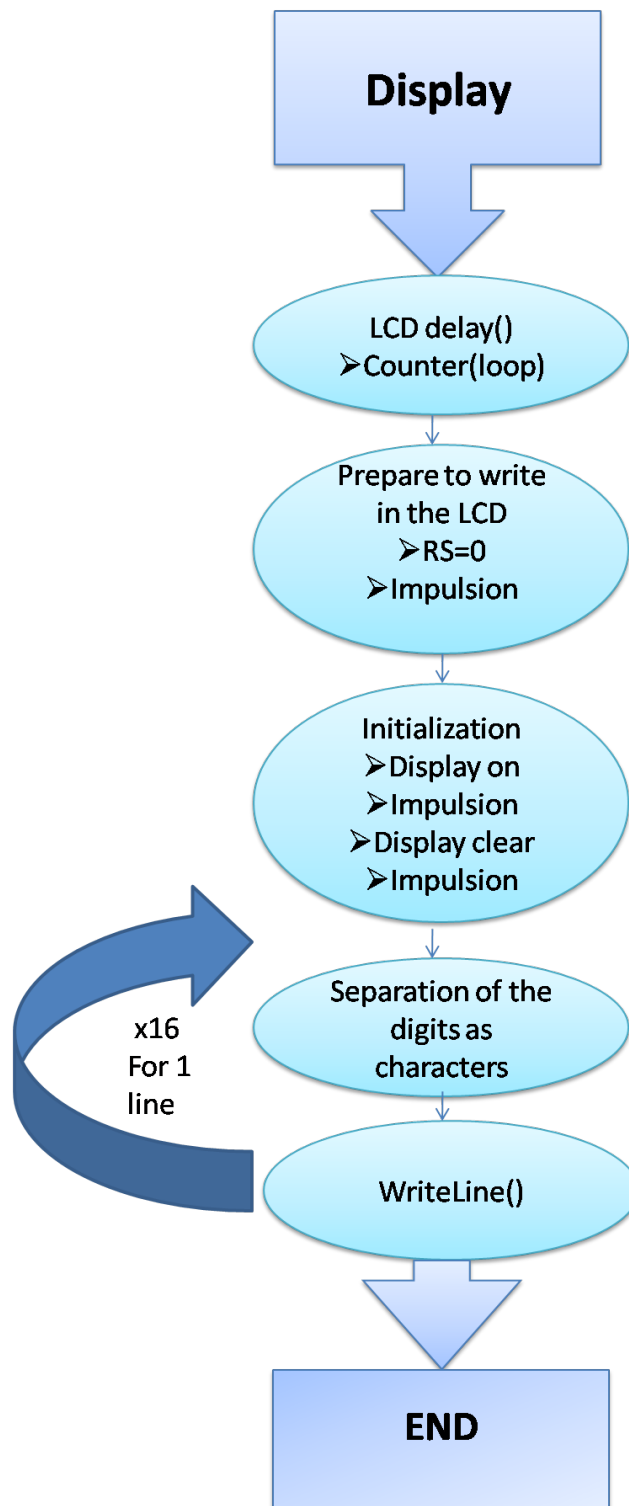 Display
LCD delay()
➢Counter(loop)
Prepare to write
in the LCD
➢RS=0
➢Impulsion
Initialization
➢Display on
➢Impulsion
➢Display clear
➢Impulsion
Separation of the
digits as
characters
x16
For 1
line
WriteLine()
END